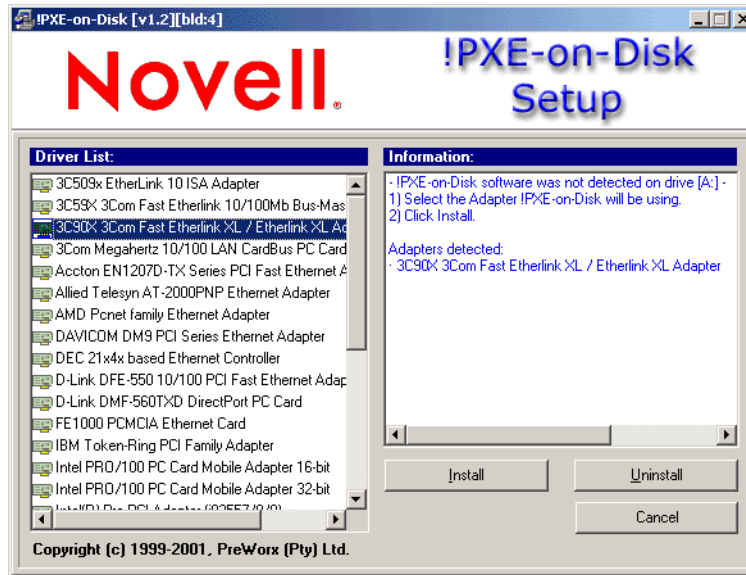 !PXE-on-Disk [v1.2][bld:4]
Novell.
!PXE-on-Disk
Setup
Driver List:
3C509x EtherLink 10 ISA Adapter
3C59X 3Com Fast Etherlink 10/100Mb Bus-Mas
3C90X 3Com Fast Etherlink XL / Etherlink XL Ad
3Com Megahertz 10/100 LAN CardBus PC Card
Accton EN1207D-TX Series PCI Fast Ethernet A
Allied Telesyn AT-2000PNP Ethernet Adapter
AMD Pcnet family Ethernet Adapter
DAVICOM DM9 PCI Series Ethernet Adapter
DEC 21x4x based Ethernet Controller
D-Link DFE-550 10/100 PCI Fast Ethernet Adap
D-Link DMF-560TXD DirectPort PC Card
FE1000 PCMCIA Ethernet Card
IBM Token-Ring PCI Family Adapter
Intel PRO/100 PC Card Mobile Adapter 16-bit
Intel PRO/100 PC Card Mobile Adapter 32-bit
Copyright (c) 1999-2001, PreWorx (Pty) Ltd.
Information:
- !PXE-on-Disk software was not detected on drive [A:] -
1) Select the Adapter !PXE-on-Disk will be using.
2) Click Install.
Adapters detected:
· 3C90X 3Com Fast Etherlink XL / Etherlink XL Adapter
Install
Uninstall
Cancel